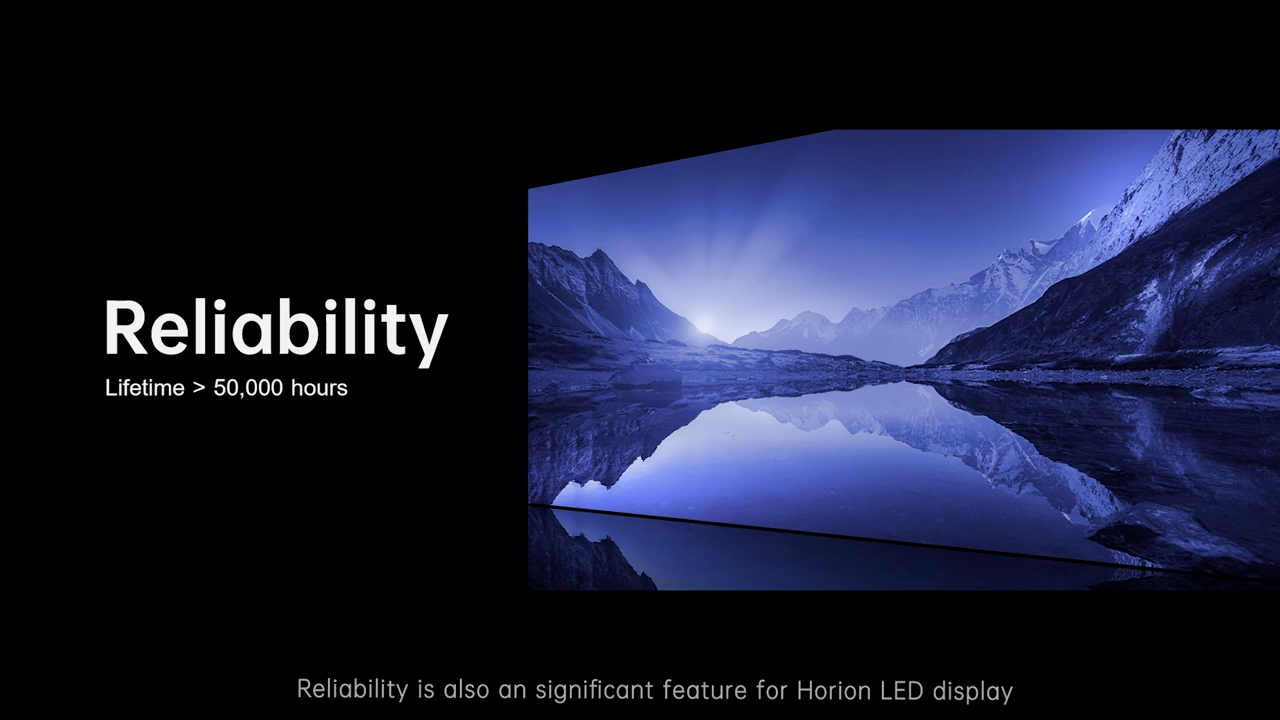 Reliability
Lifetime > 50,000 hours
Reliability is also an significant feature for Horion LED display